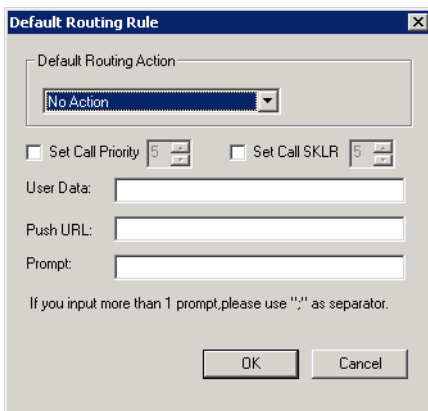 Default Routing Rule
Default Routing Action
No Action
Set Call Priority 5 Set Call SKLR 5
User Data:
Push URL:
Prompt:
If you input more than 1 prompt,please use ";" as separator.
OK Cancel